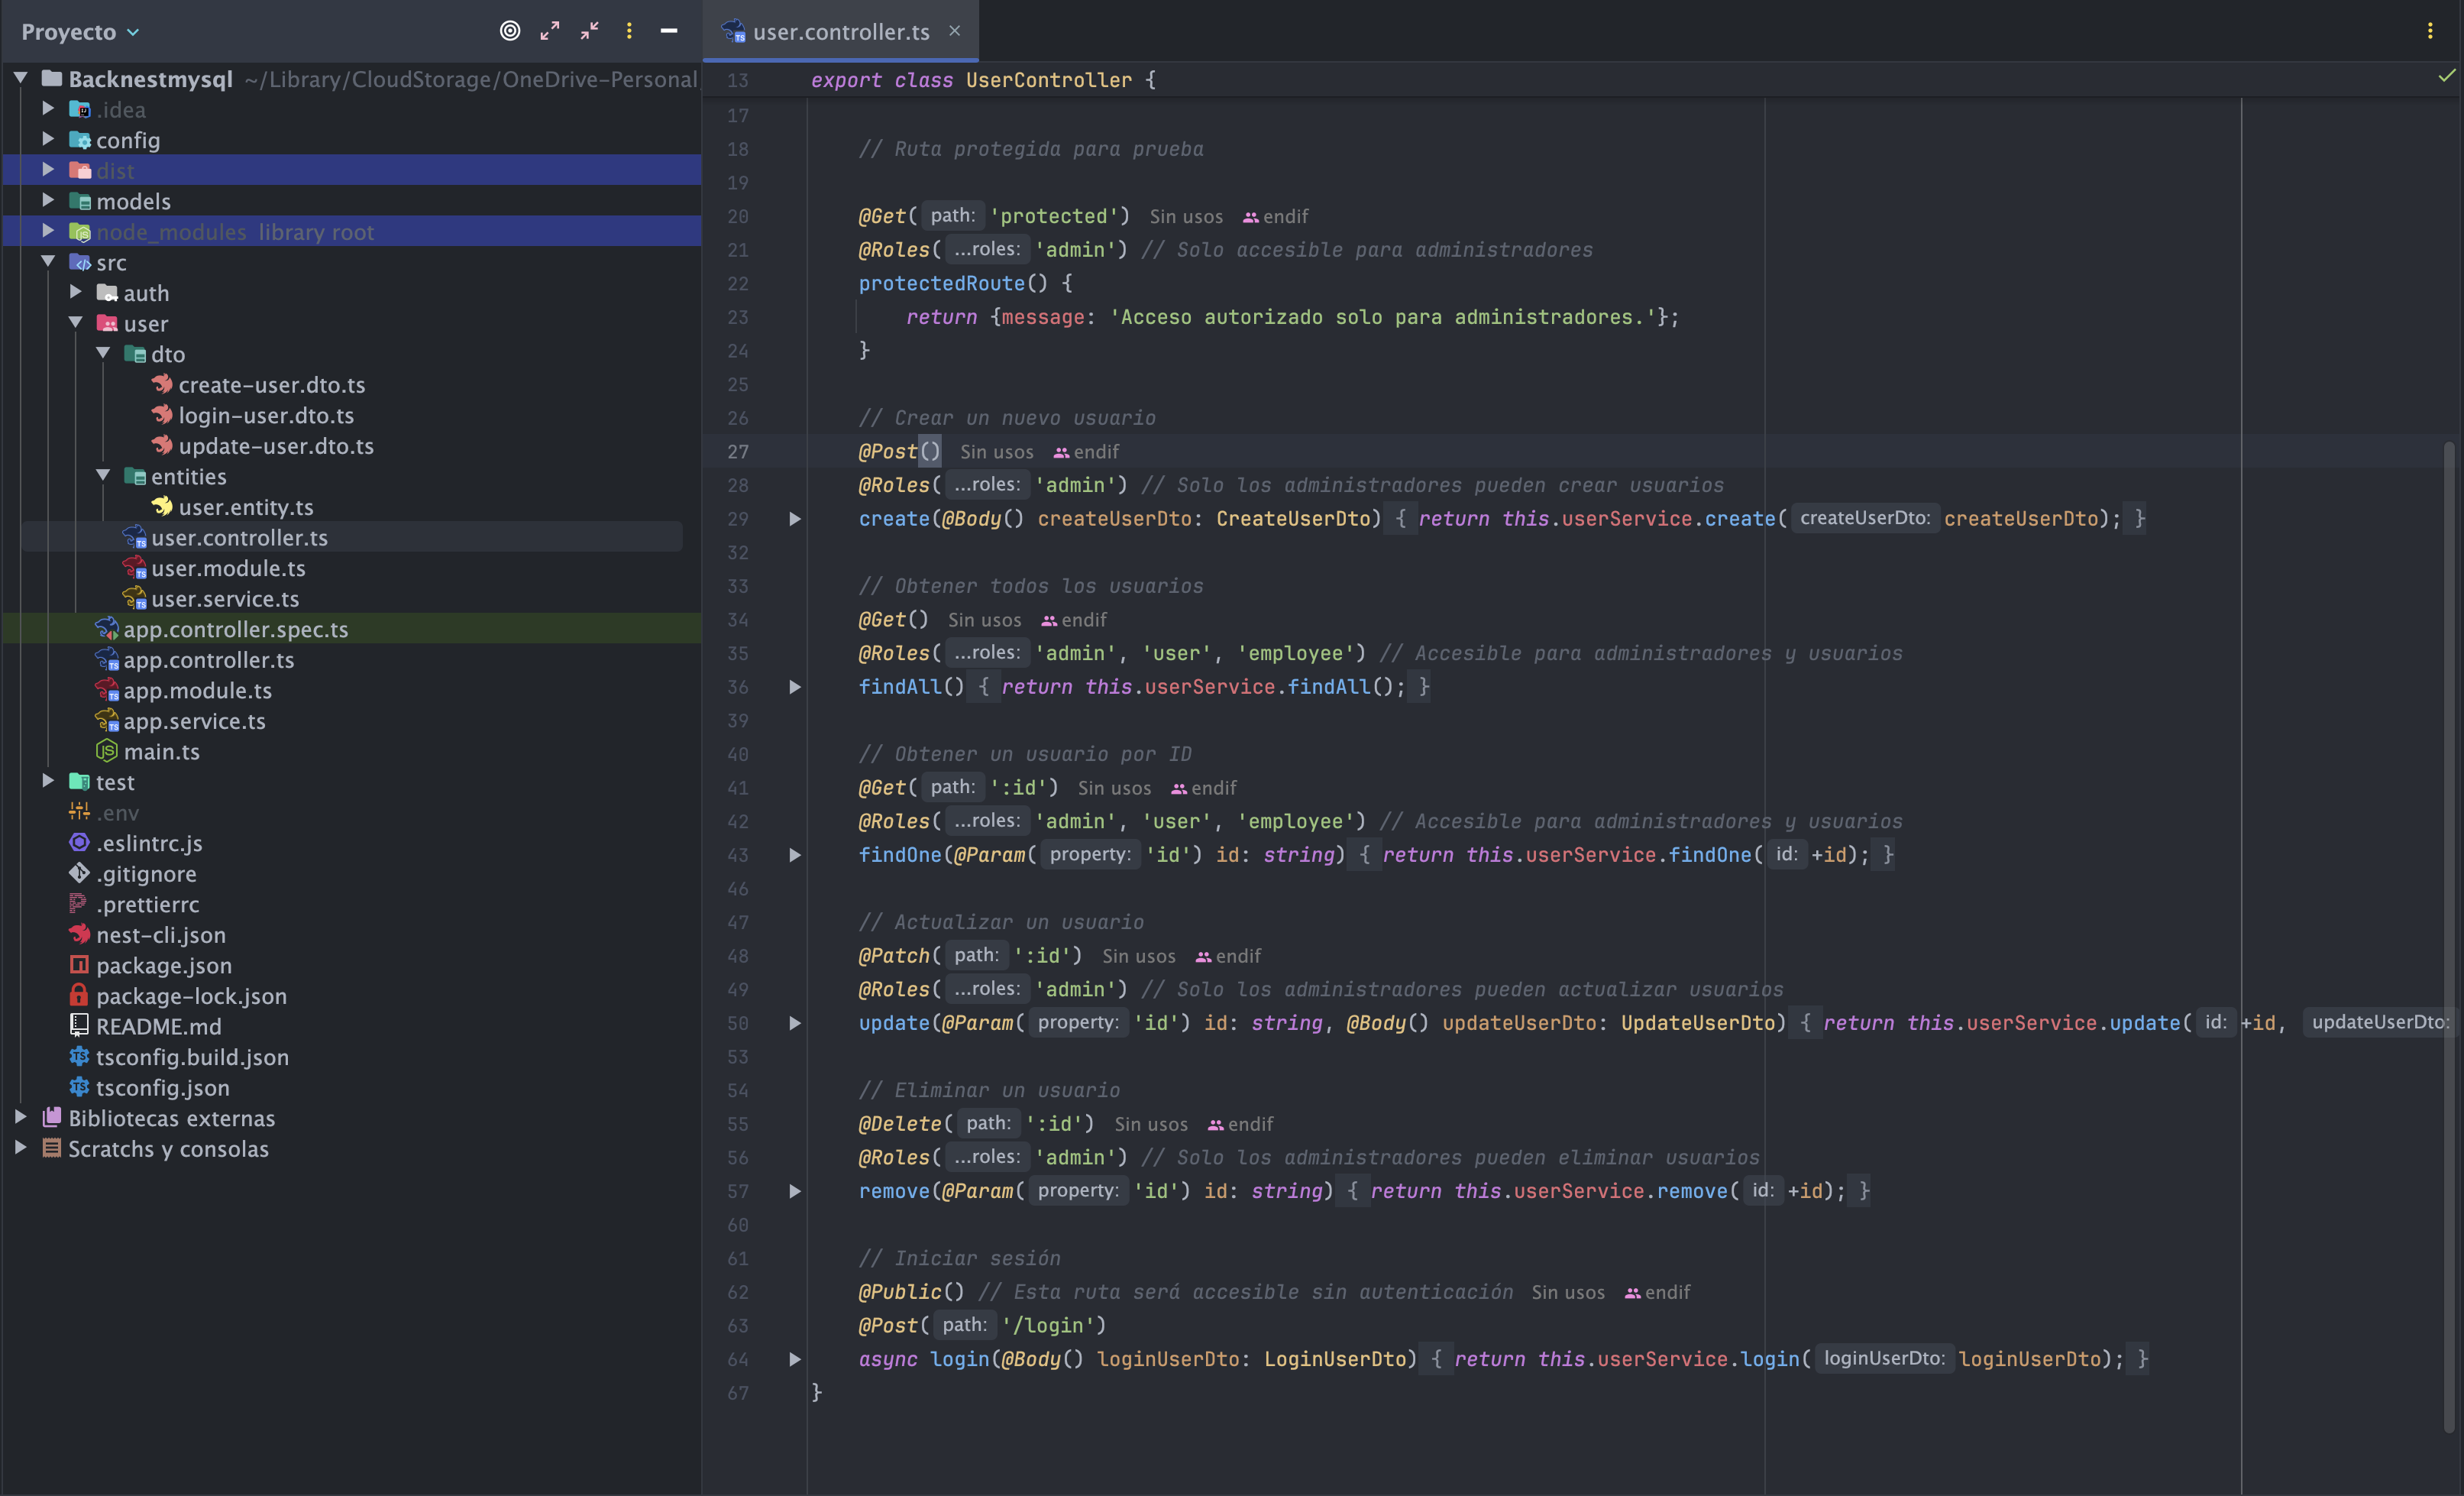 Proyecto
Backnestmysql ~/Library/CloudStorage/OneDrive-Personal
.idea
config
dist
models
node_modules library root
src
auth
user
dto
create-user.dto.ts
login-user.dto.ts
update-user.dto.ts
entities
user.entity.ts
user.controller.ts
user.module.ts
user.service.ts
app.controller.spec.ts
app.controller.ts
app.module.ts
app.service.ts
main.ts
test
.env
.eslintrc.js
.gitignore
.prettierrc
nest-cli.json
package.json
package-lock.json
README.md
tsconfig.build.json
tsconfig.json
Bibliotecas externas
Scratchs y consolas
user.controller.ts
13 export class UserController {
17
18 // Ruta protegida para prueba
19
20 @Get( path: 'protected') Sin usos endif
21 @Roles( ...roles: 'admin') // Solo accesible para administradores
22 protectedRoute() {
23 return {message: 'Acceso autorizado solo para administradores.'};
24 }
25
26 // Crear un nuevo usuario
27 @Post() Sin usos endif
28 @Roles( ...roles: 'admin') // Solo los administradores pueden crear usuarios
29 create(@Body() createUserDto: CreateUserDto) { return this.userService.create( createUserDto: createUserDto); }
32
33 // Obtener todos los usuarios
34 @Get() Sin usos endif
35 @Roles( ...roles: 'admin', 'user', 'employee') // Accesible para administradores y usuarios
36 findAll() { return this.userService.findAll(); }
39
40 // Obtener un usuario por ID
41 @Get( path: ':id') Sin usos endif
42 @Roles( ...roles: 'admin', 'user', 'employee') // Accesible para administradores y usuarios
43 findOne(@Param( property: 'id') id: string) { return this.userService.findOne( id: +id); }
46
47 // Actualizar un usuario
48 @Patch( path: ':id') Sin usos endif
49 @Roles( ...roles: 'admin') // Solo los administradores pueden actualizar usuarios
50 update(@Param( property: 'id') id: string, @Body() updateUserDto: UpdateUserDto) { return this.userService.update( id: +id, updateUserDto:
53
54 // Eliminar un usuario
55 @Delete( path: ':id') Sin usos endif
56 @Roles( ...roles: 'admin') // Solo los administradores pueden eliminar usuarios
57 remove(@Param( property: 'id') id: string) { return this.userService.remove( id: +id); }
60
61 // Iniciar sesión
62 @Public() // Esta ruta será accesible sin autenticación Sin usos endif
63 @Post( path: '/login')
64 async login(@Body() loginUserDto: LoginUserDto) { return this.userService.login( loginUserDto: loginUserDto); }
67 }